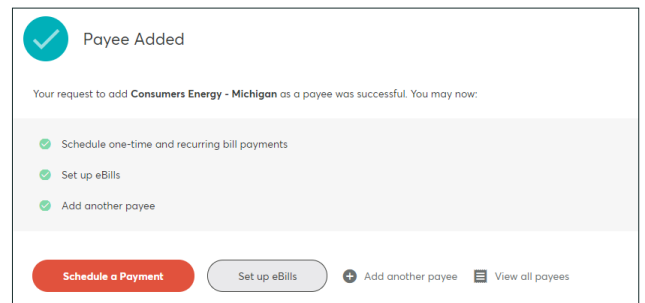 Payee Added
Your request to add Consumers Energy - Michigan as a payee was successful. You may now:
Schedule one-time and recurring bill payments
Set up eBills
Add another payee
Schedule a Payment Set up eBills Add another payee View all payees